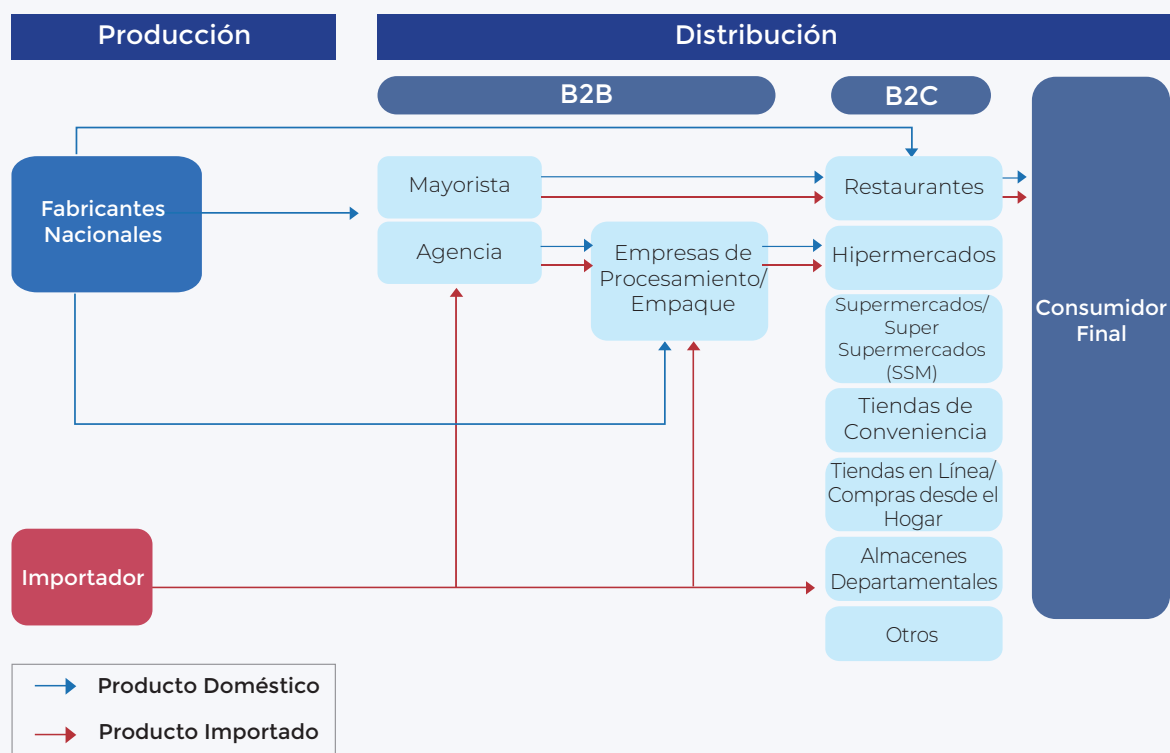 Producción
Distribución
B2B
B2C
Fabricantes
Nacionales
Mayorista
Agencia
Empresas de
Procesamiento/
Empaque
Restaurantes
Hipermercados
Supermercados/
Super
Supermercados
(SSM)
Tiendas de
Conveniencia
Tiendas en Línea/
Compras desde el
Hogar
Almacenes
Departamentales
Otros
Consumidor
Final
Importador
Producto Doméstico
Producto Importado